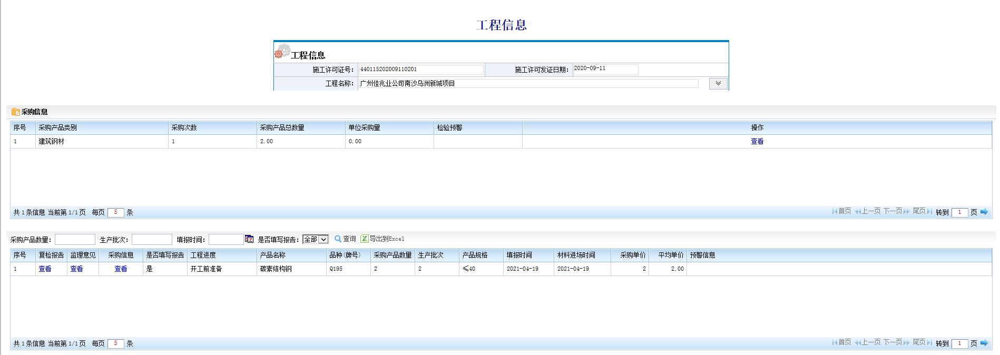 工程信息
工程信息
施工许可证号： 440115202009110201 施工许可发证日期： 2020-09-11
工程名称： 广州佳兆业公司南沙乌洲新城项目
采购信息
序号 采购产品类别 采购次数 采购产品总数量 单位采购量 检验预警 操作
1 建筑钢材 1 2.00 0.00 查看
共 1 条信息 当前第 1/1 页 每页 5 条 首页 上一页 下一页 尾页 转到 1 页
采购产品数量： 生产批次： 填报时间： 是否填写报告： 全部 查询 导出到Excel
序号 复检报告 监理意见 采购信息 是否填写报告 工程进度 产品名称 品种(牌号) 采购产品数量 生产批次 产品规格 填报时间 材料进场时间 采购单价 平均单价 预警信息
1 查看 查看 查看 是 开工前准备 碳素结构钢 Q195 2 2 ≤40 2021-04-19 2021-04-19 2 2.00
共 1 条信息 当前第 1/1 页 每页 5 条 首页 上一页 下一页 尾页 转到 1 页